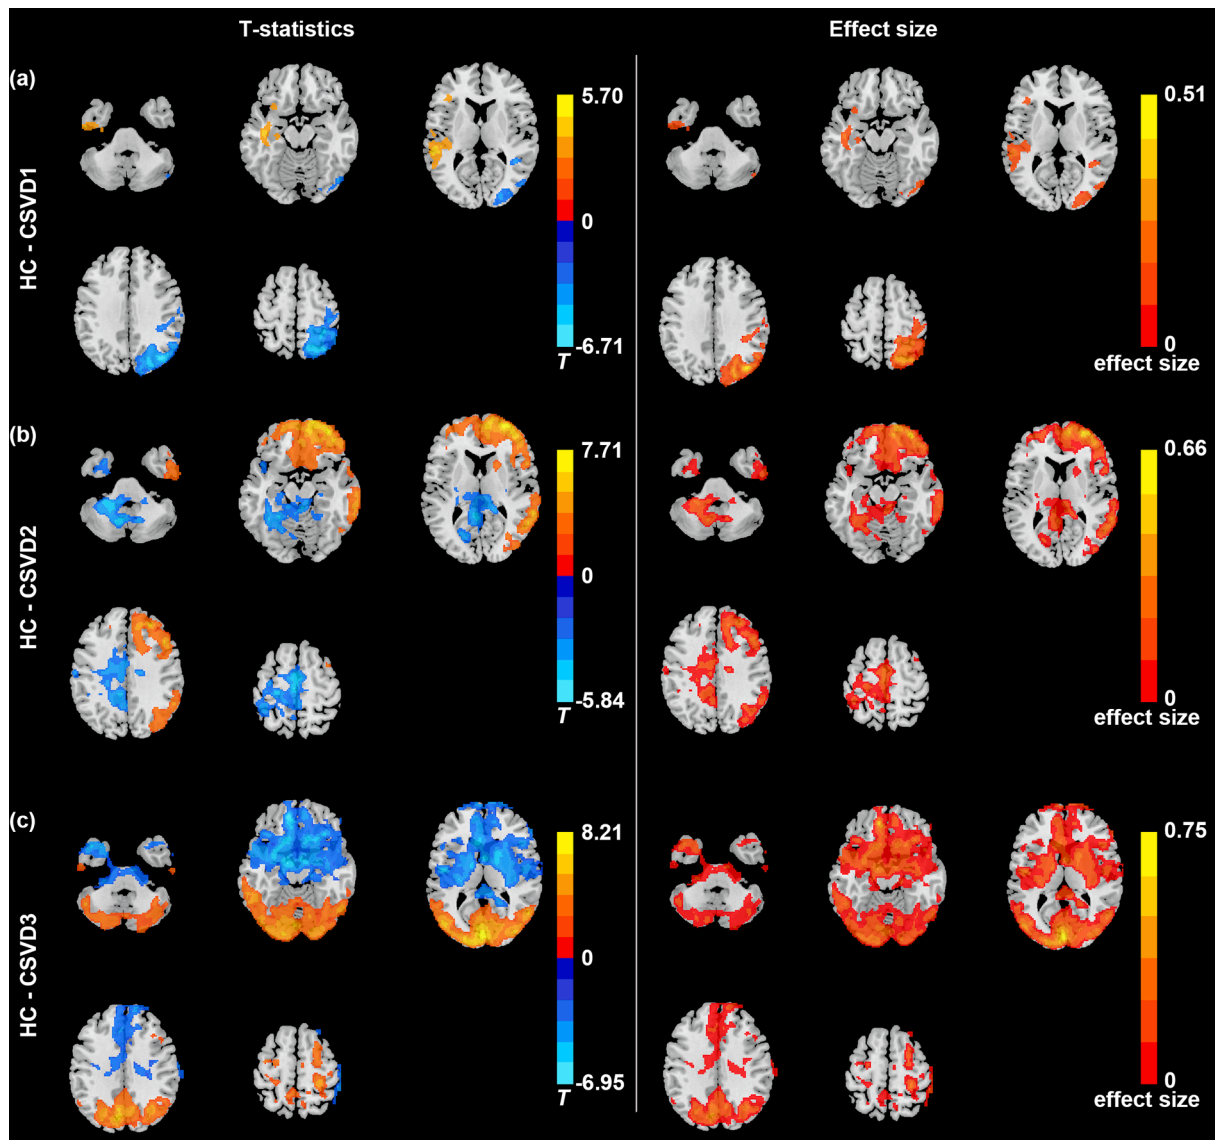 T-statistics
Effect size
(a)
HC - CSVD1
5.70
0
-6.71
T
0.51
0
effect size
(b)
HC - CSVD2
7.71
0
-5.84
T
0.66
0
effect size
(c)
HC - CSVD3
8.21
0
-6.95
T
0.75
0
effect size